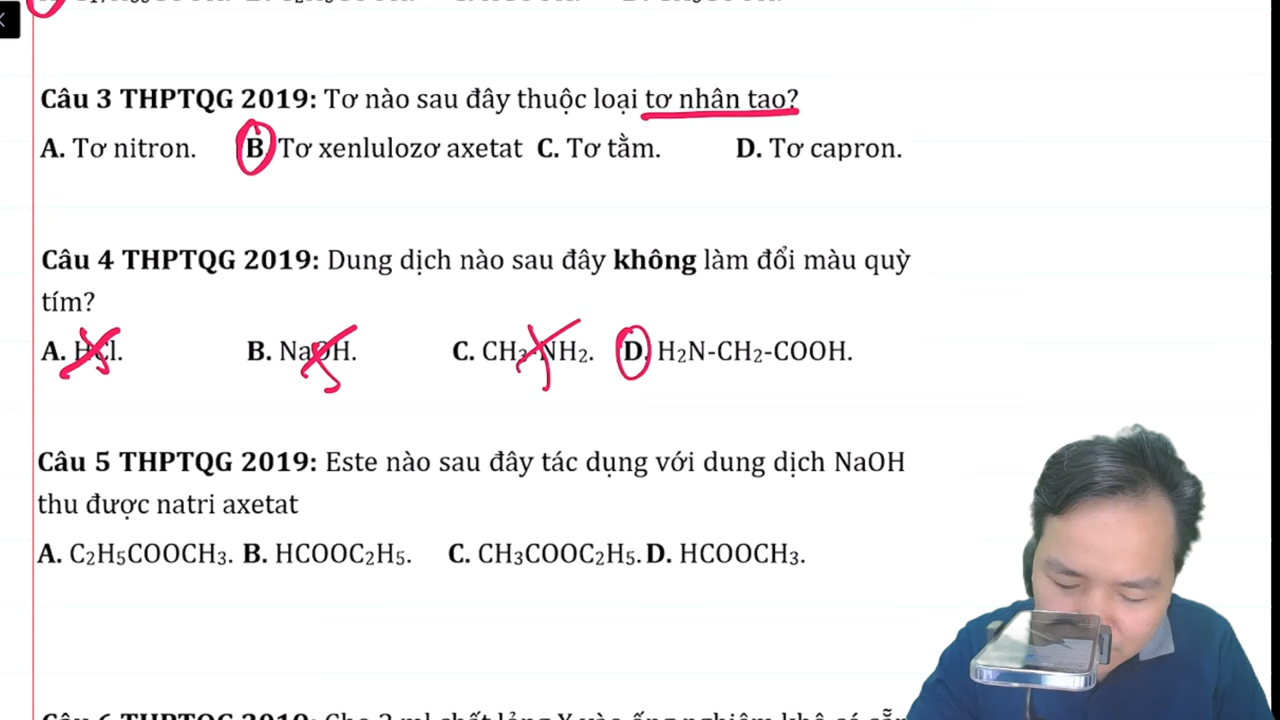 Câu 3 THPTQG 2019: Tơ nào sau đây thuộc loại tơ nhân tao?
A. Tơ nitron. B. Tơ xenlulozơ axetat C. Tơ tằm. D. Tơ capron.
Câu 4 THPTQG 2019: Dung dịch nào sau đây không làm đổi màu quỳ
tím?
A. HCl. B. NaOH. C. CH₃-NH₂. D. H₂N-CH₂-COOH.
Câu 5 THPTQG 2019: Este nào sau đây tác dụng với dung dịch NaOH
thu được natri axetat
A. C₂H₅COOCH₃. B. HCOOC₂H₅. C. CH₃COOC₂H₅. D. HCOOCH₃.